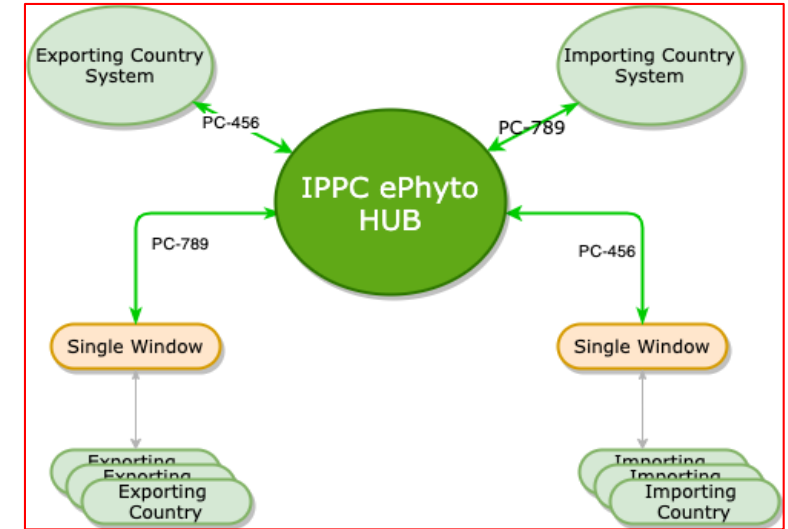 Exporting Country
System
Importing Country
System
PC-456
PC-789
IPPC ePhyto
HUB
PC-789
PC-456
Single Window
Single Window
Exporting
Exporting
Exporting
Country
Importing
Importing
Importing
Country